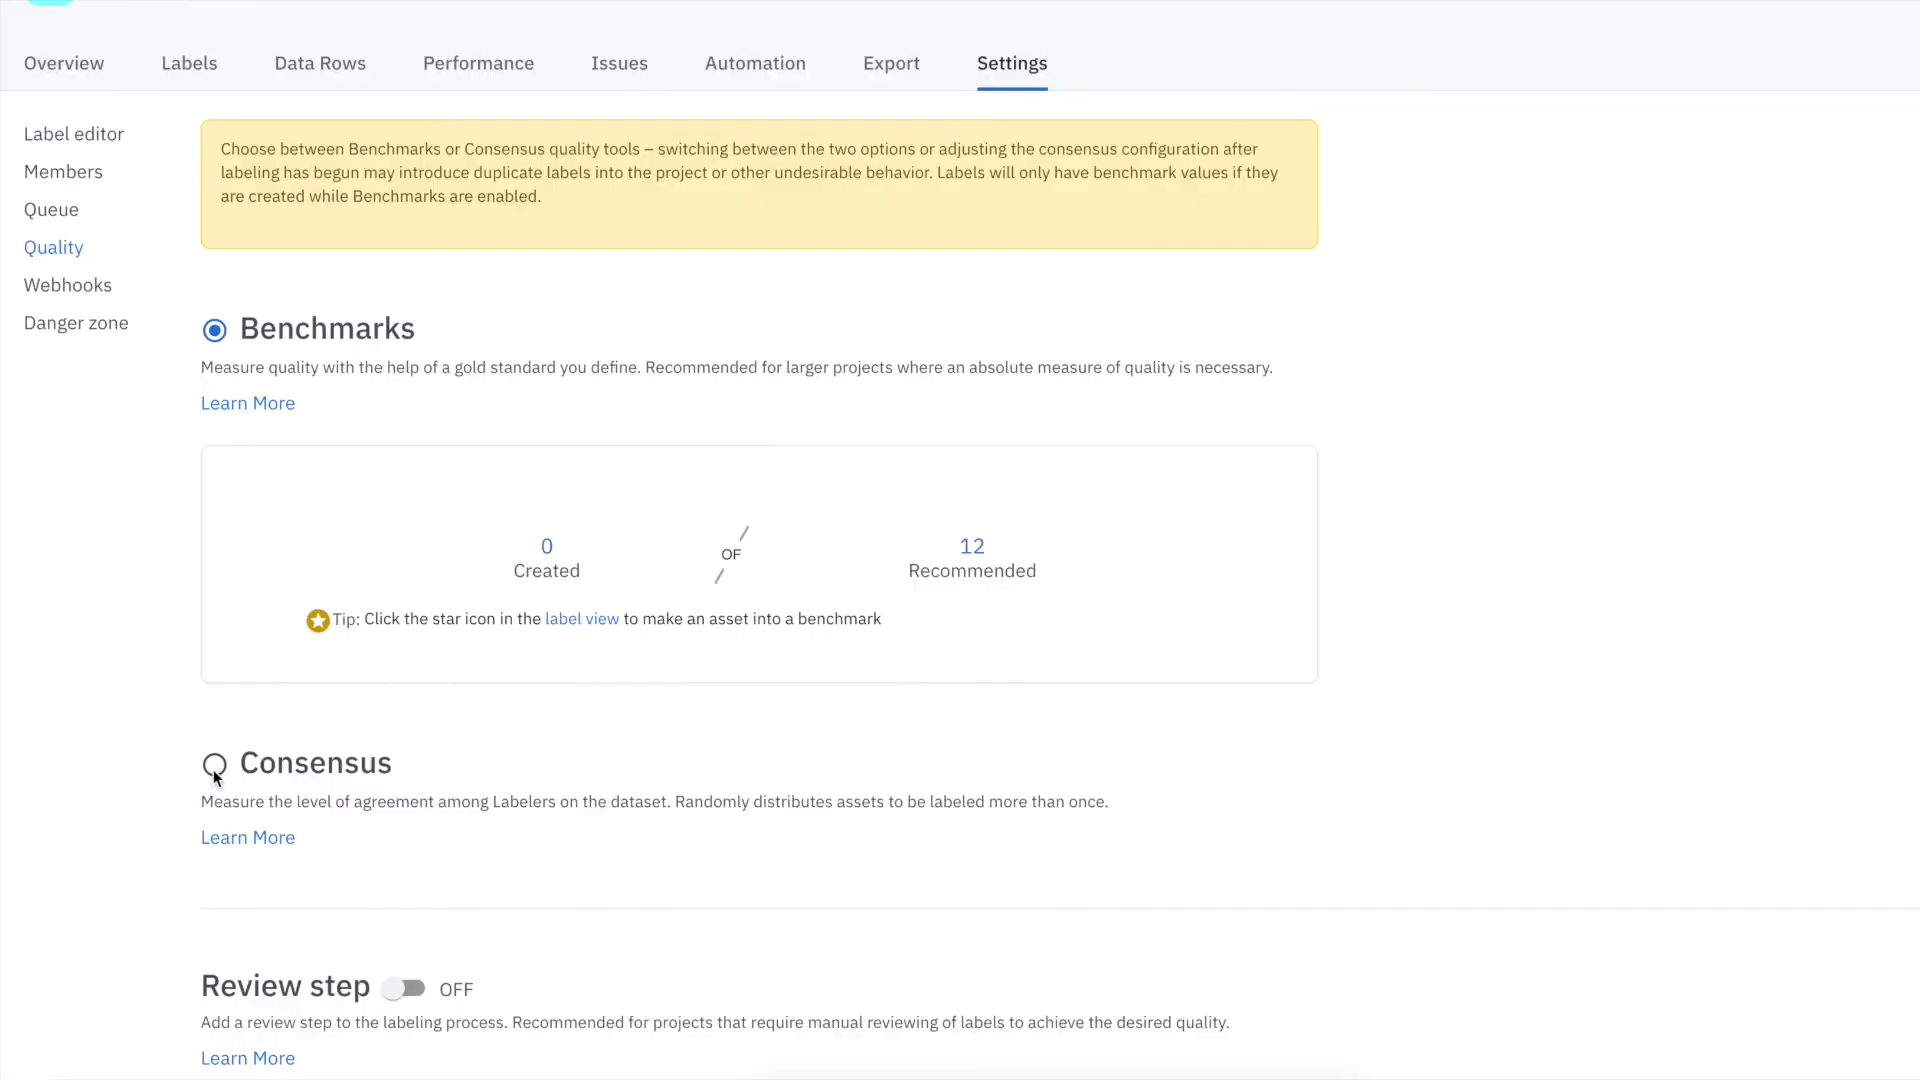 Overview Labels Data Rows Performance Issues Automation Export Settings
Label editor
Members
Queue
Quality
Webhooks
Danger zone
Choose between Benchmarks or Consensus quality tools – switching between the two options or adjusting the consensus configuration after
labeling has begun may introduce duplicate labels into the project or other undesirable behavior. Labels will only have benchmark values if they
are created while Benchmarks are enabled.
Benchmarks
Measure quality with the help of a gold standard you define. Recommended for larger projects where an absolute measure of quality is necessary.
Learn More
0 OF 12
Created Recommended
Tip: Click the star icon in the label view to make an asset into a benchmark
Consensus
Measure the level of agreement among Labelers on the dataset. Randomly distributes assets to be labeled more than once.
Learn More
Review step OFF
Add a review step to the labeling process. Recommended for projects that require manual reviewing of labels to achieve the desired quality.
Learn More